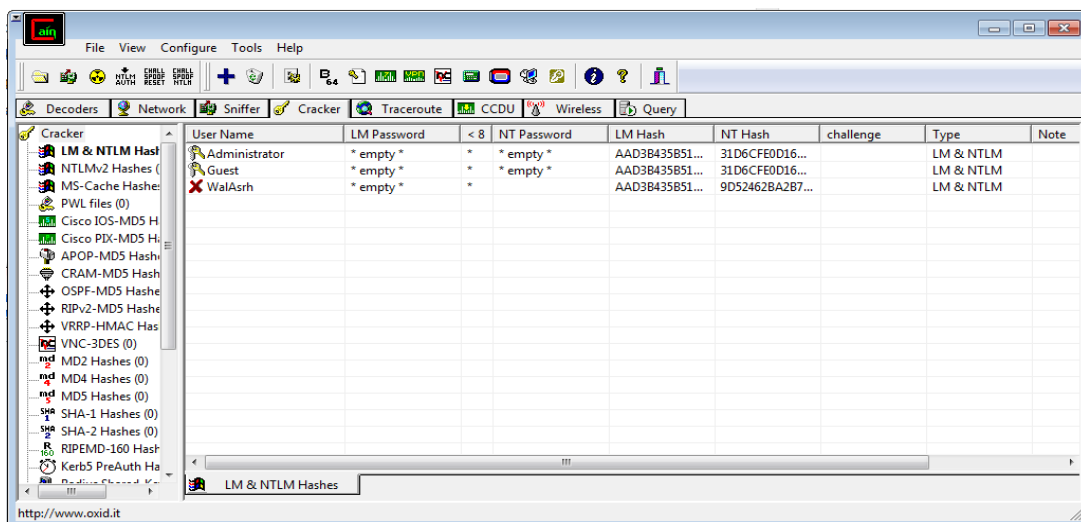 Cain
File View Configure Tools Help
NTLM AUTH
CHALL SPOOF RESET
CHALL SPOOF NTLM
B64
Decoders Network Sniffer Cracker Traceroute CCDU Wireless Query
Cracker
LM & NTLM Hash
NTLMv2 Hashes (
MS-Cache Hashe
PWL files (0)
Cisco IOS-MD5 H
Cisco PIX-MD5 H
APOP-MD5 Hash
CRAM-MD5 Hash
OSPF-MD5 Hashe
RIPv2-MD5 Hashe
VRRP-HMAC Has
VNC-3DES (0)
MD2 Hashes (0)
MD4 Hashes (0)
MD5 Hashes (0)
SHA-1 Hashes (0)
SHA-2 Hashes (0)
RIPEMD-160 Hash
Kerb5 PreAuth Ha
User Name LM Password < 8 NT Password LM Hash NT Hash challenge Type Note
Administrator * empty * * * empty * AAD3B435B51... 31D6CFE0D16... LM & NTLM
Guest * empty * * * empty * AAD3B435B51... 31D6CFE0D16... LM & NTLM
WalAsrh * empty * * AAD3B435B51... 9D52462BA2B7... LM & NTLM
LM & NTLM Hashes
http://www.oxid.it